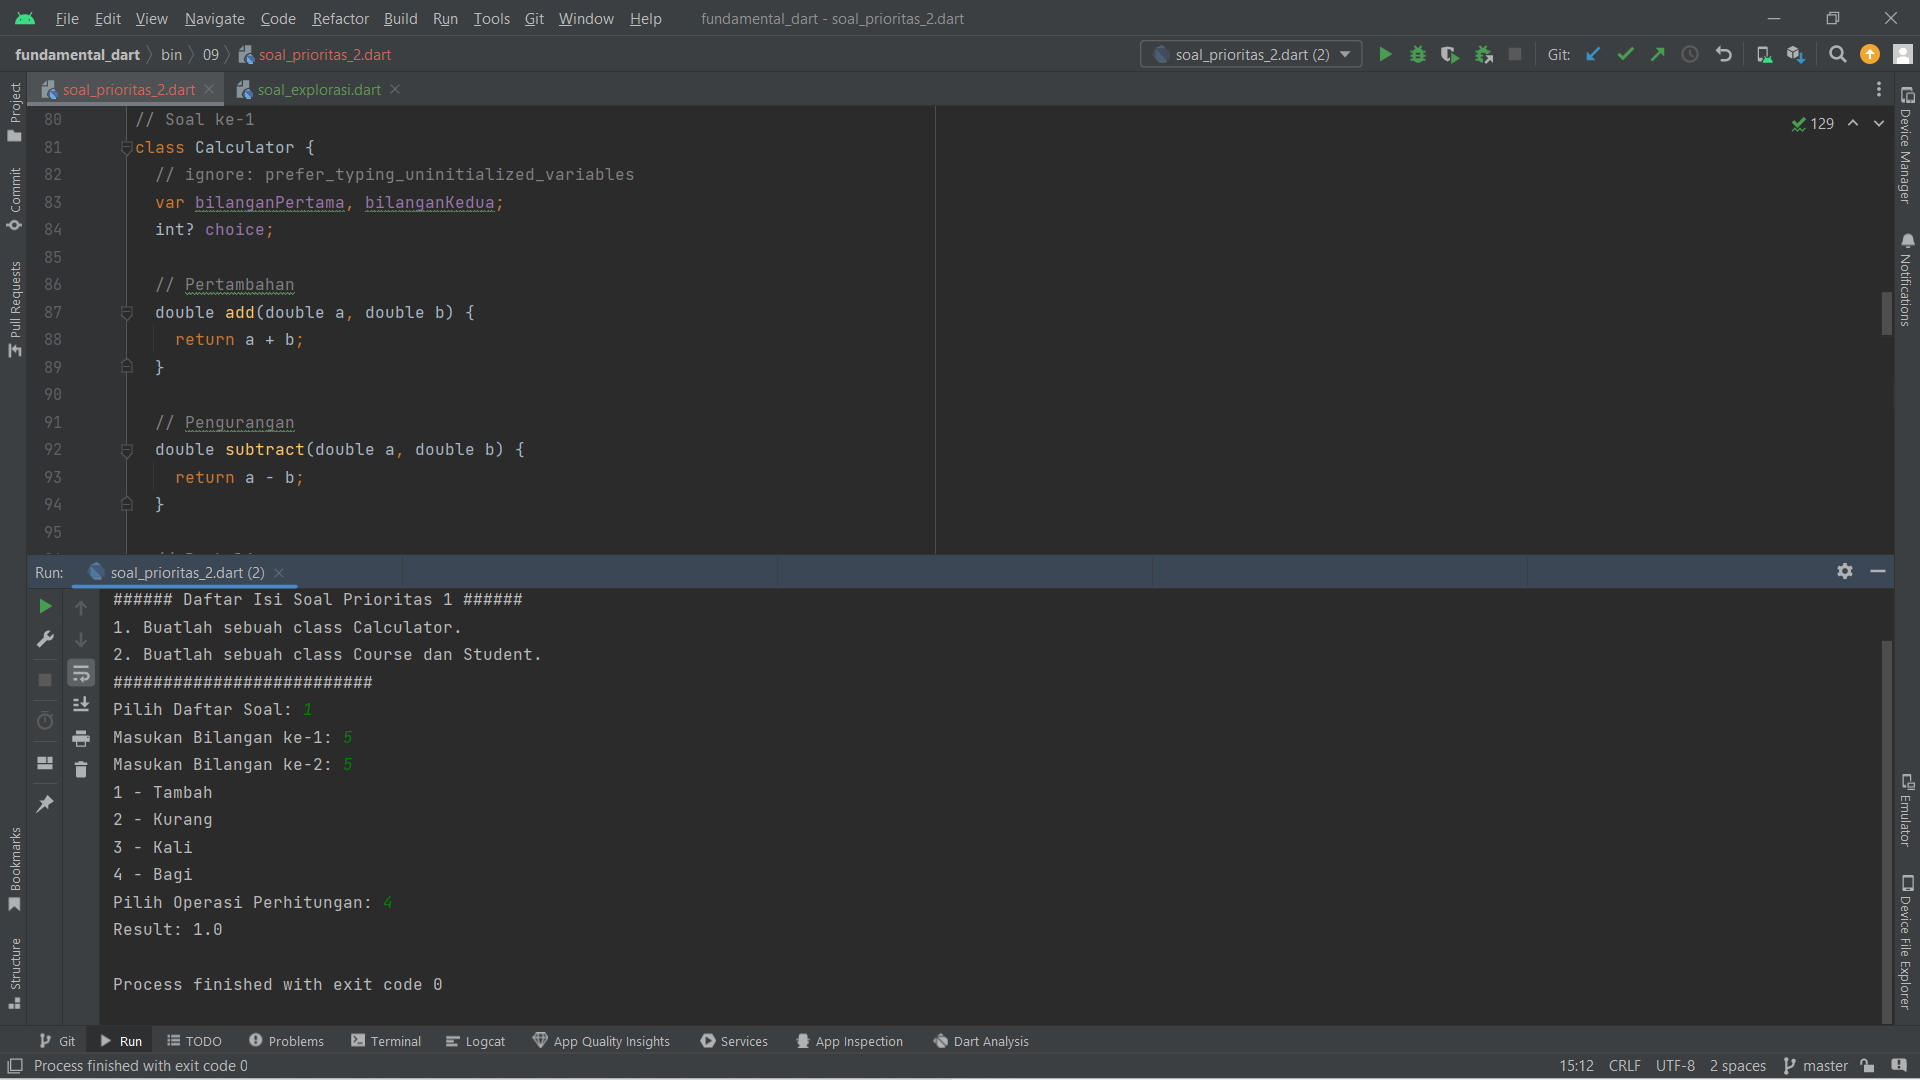 File Edit View Navigate Code Refactor Build Run Tools Git Window Help fundamental_dart - soal_prioritas_2.dart
fundamental_dart bin 09 soal_prioritas_2.dart soal_prioritas_2.dart (2) Git:
soal_prioritas_2.dart soal_explorasi.dart
Project
Commit
Pull Requests
Bookmarks
Structure
80 // Soal ke-1
129
81 class Calculator {
82 // ignore: prefer_typing_uninitialized_variables
83 var bilanganPertama, bilanganKedua;
84 int? choice;
85
86 // Pertambahan
87 double add(double a, double b) {
88 return a + b;
89 }
90
91 // Pengurangan
92 double subtract(double a, double b) {
93 return a - b;
94 }
95
Device Manager
Notifications
Emulator
Device File Explorer
Run: soal_prioritas_2.dart (2)
###### Daftar Isi Soal Prioritas 1 ######
1. Buatlah sebuah class Calculator.
2. Buatlah sebuah class Course dan Student.
##########################
Pilih Daftar Soal: 1
Masukan Bilangan ke-1: 5
Masukan Bilangan ke-2: 5
1 - Tambah
2 - Kurang
3 - Kali
4 - Bagi
Pilih Operasi Perhitungan: 4
Result: 1.0
Process finished with exit code 0
Git Run TODO Problems Terminal Logcat App Quality Insights Services App Inspection Dart Analysis
Process finished with exit code 0 15:12 CRLF UTF-8 2 spaces master